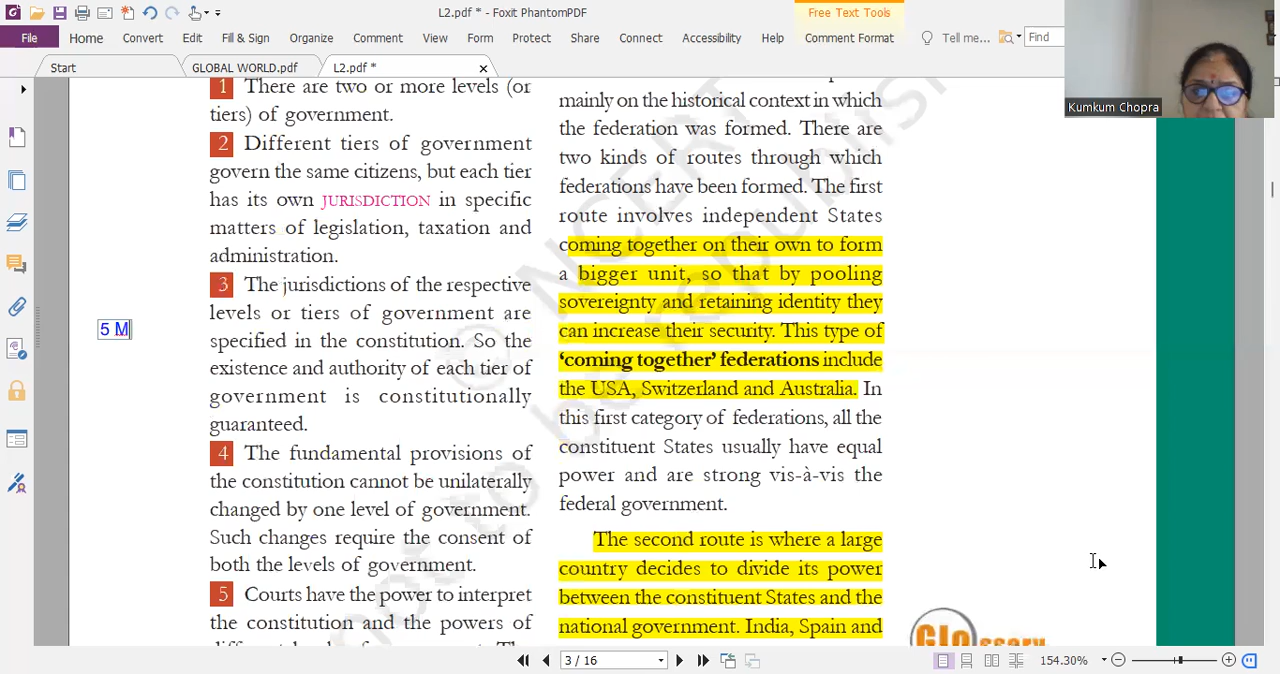 L2.pdf * - Foxit PhantomPDF
Free Text Tools
File Home Convert Edit Fill & Sign Organize Comment View Form Protect Share Connect Accessibility Help Comment Format Tell me... Find
Start GLOBAL WORLD.pdf L2.pdf *
Kumkum Chopra
1 There are two or more levels (or
tiers) of government.
2 Different tiers of government
govern the same citizens, but each tier
has its own JURISDICTION in specific
matters of legislation, taxation and
administration.
3 The jurisdictions of the respective
levels or tiers of government are
specified in the constitution. So the
existence and authority of each tier of
government is constitutionally
guaranteed.
4 The fundamental provisions of
the constitution cannot be unilaterally
changed by one level of government.
Such changes require the consent of
both the levels of government.
5 Courts have the power to interpret
the constitution and the powers of
5 M
mainly on the historical context in which
the federation was formed. There are
two kinds of routes through which
federations have been formed. The first
route involves independent States
coming together on their own to form
a bigger unit, so that by pooling
sovereignty and retaining identity they
can increase their security. This type of
‘coming together’ federations include
the USA, Switzerland and Australia. In
this first category of federations, all the
constituent States usually have equal
power and are strong vis-à-vis the
federal government.
The second route is where a large
country decides to divide its power
between the constituent States and the
national government. India, Spain and
Glossary
© NCERT
not to be republished
3 / 16
154.30%